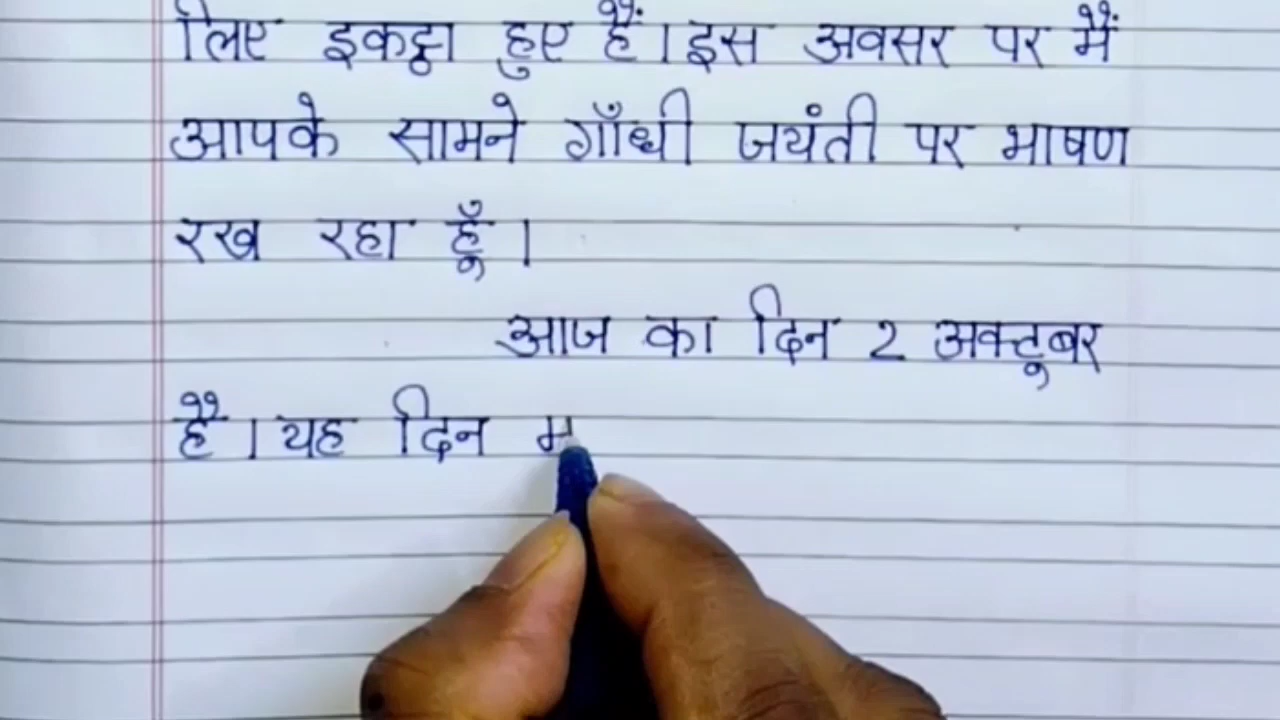 लिए इकट्ठा हुए हैं। इस अवसर पर मैं
आपके सामने गाँधी जयंती पर भाषण
रख रहा हूँ।
आज का दिन 2 अक्टूबर
है। यह दिन म